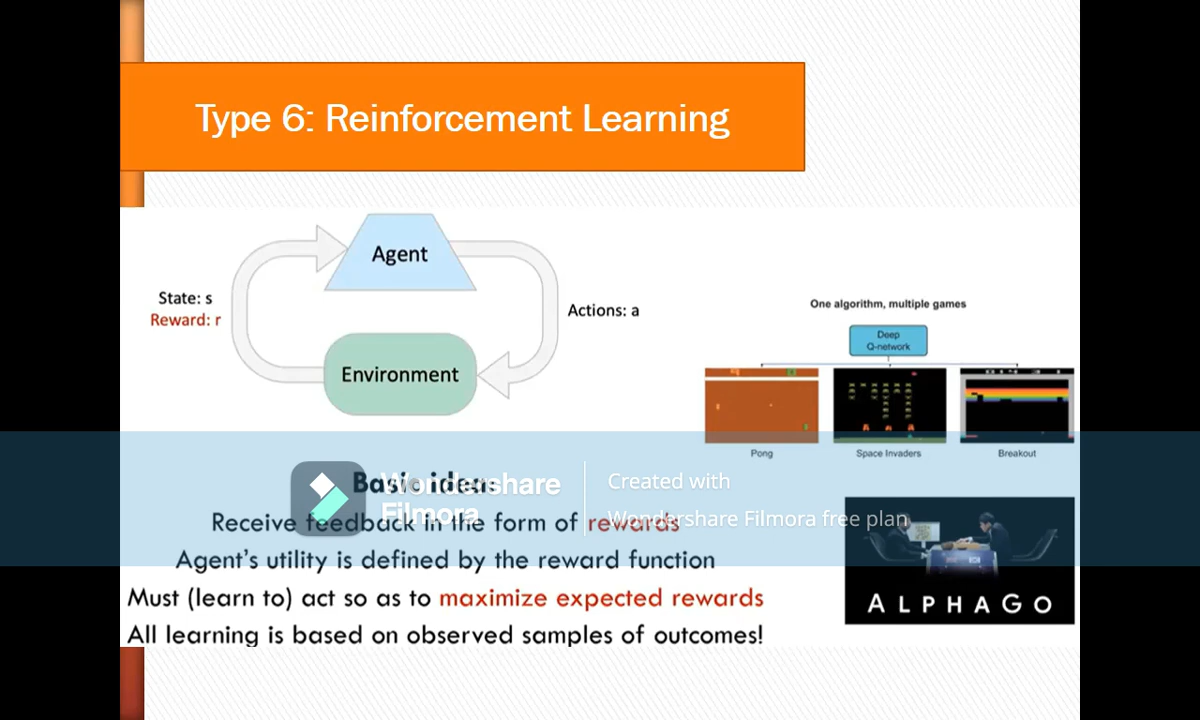 Type 6: Reinforcement Learning
Agent
State: s
Reward: r
Actions: a
Environment
One algorithm, multiple games
Deep
Q-network
Pong
Space Invaders
Breakout
Basic idea:
Wondershare
Filmora
Created with
Wondershare Filmora free plan
Receive feedback in the form of rewards
Agent's utility is defined by the reward function
Must (learn to) act so as to maximize expected rewards
All learning is based on observed samples of outcomes!
ALPHAGO